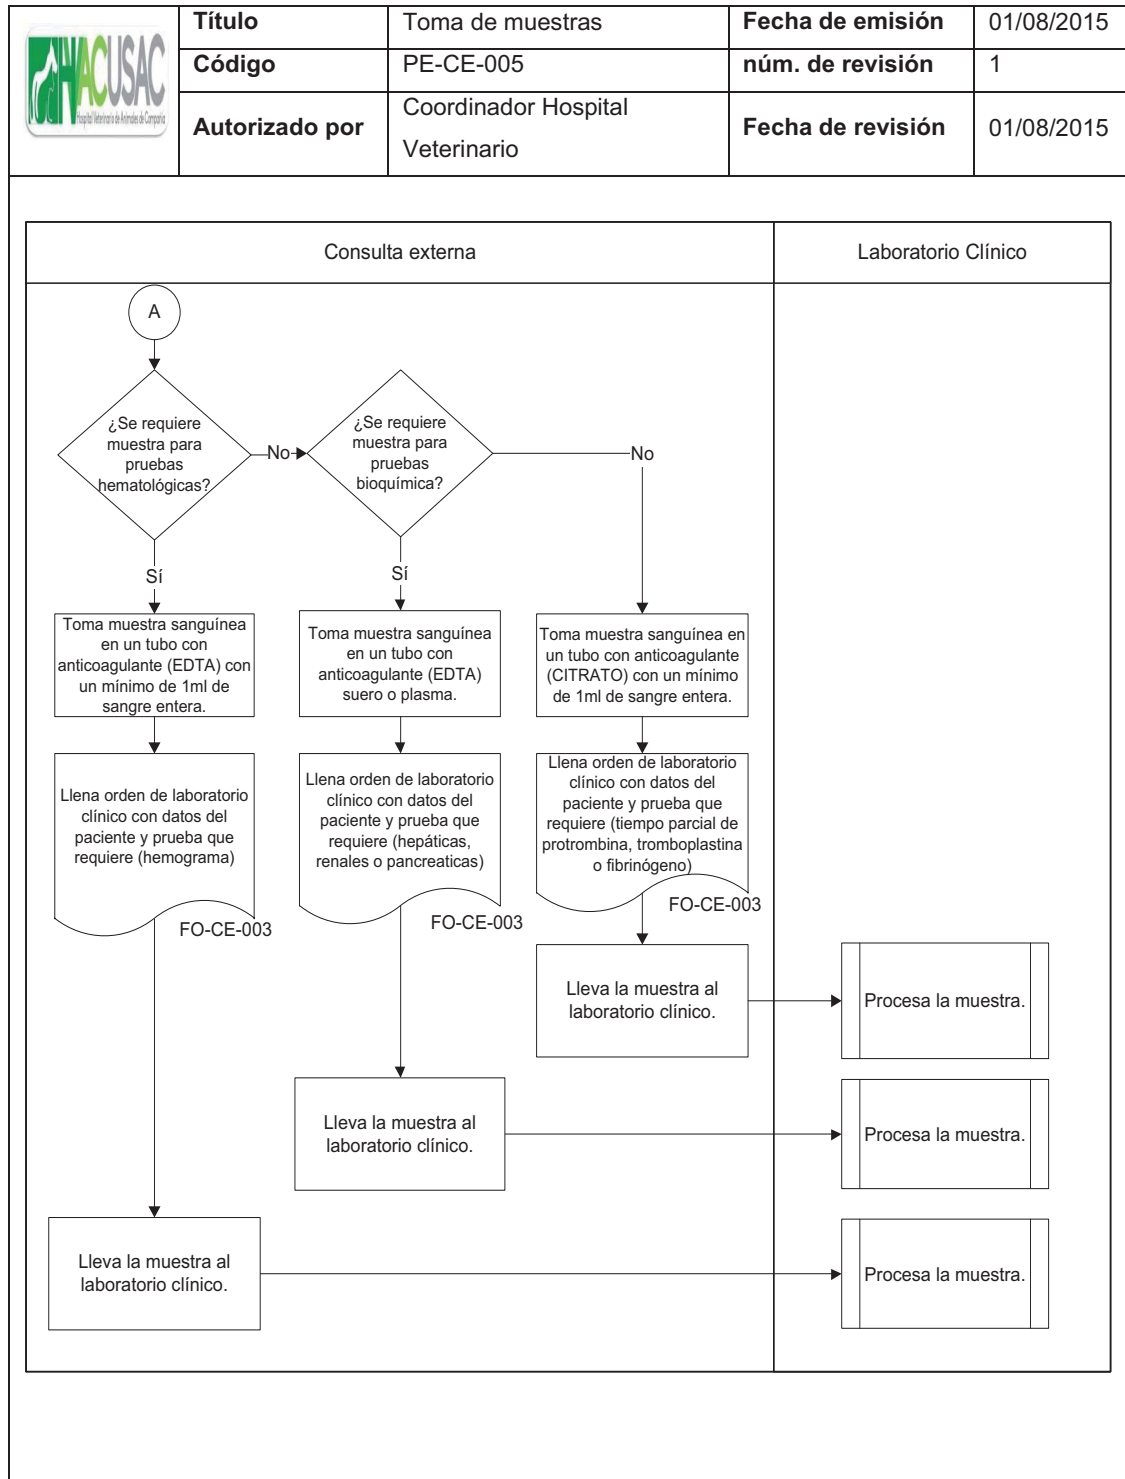 HVACUSAC
Hospital Veterinario de Animales de Compañía
Título
Toma de muestras
Fecha de emisión
01/08/2015
Código
PE-CE-005
núm. de revisión
1
Autorizado por
Coordinador Hospital
Veterinario
Fecha de revisión
01/08/2015
Consulta externa
Laboratorio Clínico
A
¿Se requiere
muestra para
pruebas
hematológicas?
No
¿Se requiere
muestra para
pruebas
bioquímica?
No
Sí
Sí
Toma muestra sanguínea
en un tubo con
anticoagulante (EDTA) con
un mínimo de 1ml de
sangre entera.
Toma muestra sanguínea
en un tubo con
anticoagulante (EDTA)
suero o plasma.
Toma muestra sanguínea en
un tubo con anticoagulante
(CITRATO) con un mínimo
de 1ml de sangre entera.
Llena orden de laboratorio
clínico con datos del
paciente y prueba que
requiere (hemograma)
FO-CE-003
Llena orden de laboratorio
clínico con datos del
paciente y prueba que
requiere (hepáticas,
renales o pancreaticas)
FO-CE-003
Llena orden de laboratorio
clínico con datos del
paciente y prueba que
requiere (tiempo parcial de
protrombina, tromboplastina
o fibrinógeno)
FO-CE-003
Lleva la muestra al
laboratorio clínico.
Procesa la muestra.
Lleva la muestra al
laboratorio clínico.
Procesa la muestra.
Lleva la muestra al
laboratorio clínico.
Procesa la muestra.